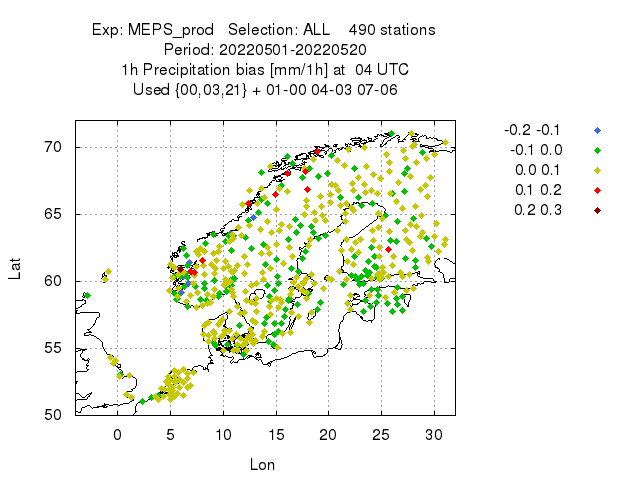 Exp: MEPS_prod   Selection: ALL    490 stations
Period: 20220501-20220520
1h Precipitation bias [mm/1h] at  04 UTC
Used {00,03,21} + 01-00 04-03 07-06
-0.2 -0.1
-0.1 0.0
0.0 0.1
0.1 0.2
0.2 0.3
70
65
60
55
50
Lat
0 5 10 15 20 25 30
Lon